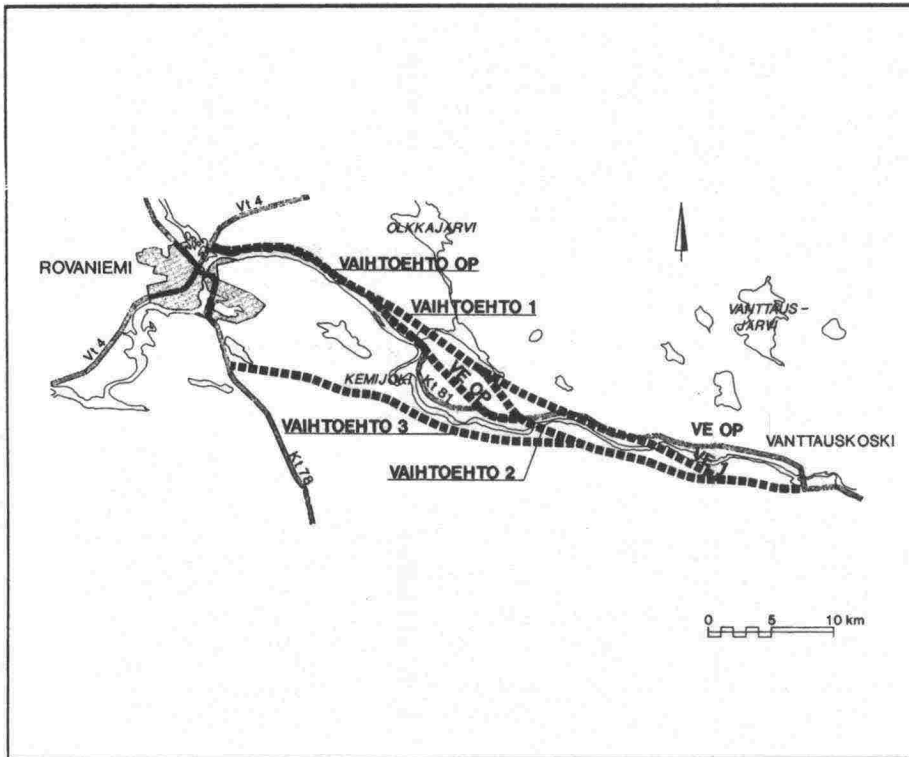 Vt 4
OLKKAJÄRVI
ROVANIEMI
VAIHTOEHTO OP
VAIHTOEHTO 1
VANTTAUS-
JÄRVI
Vt 4
KEMIJOKI
Kt 81
VE OP
VAIHTOEHTO 3
VE OP
VANTTAUSKOSKI
VAIHTOEHTO 2
Kt 78
0 5 10 km